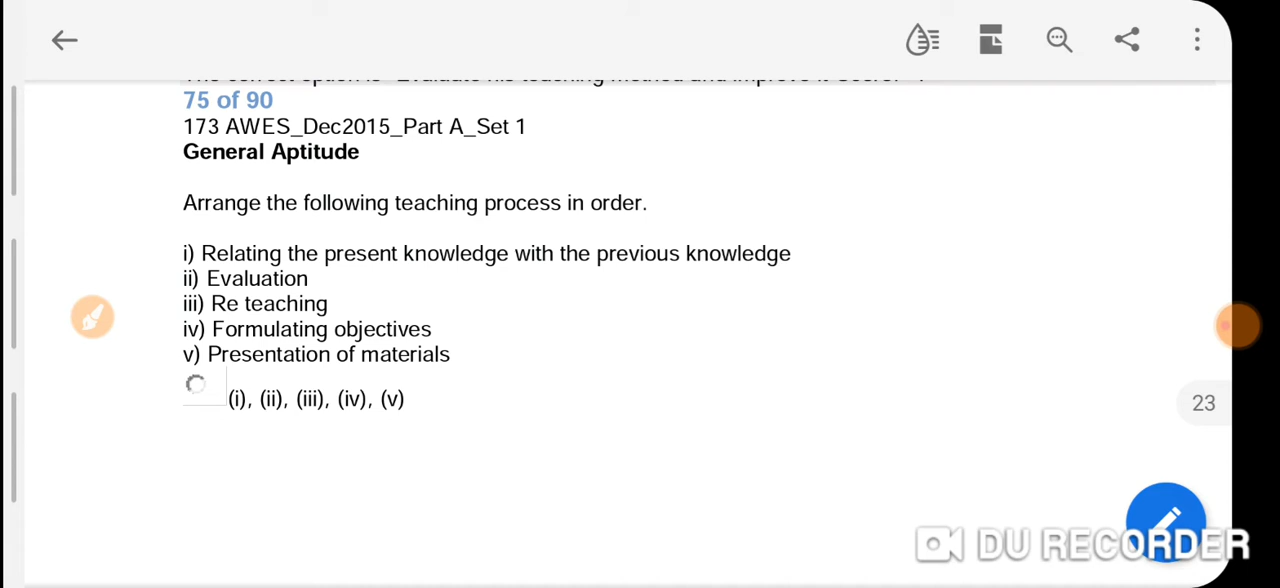 75 of 90
173 AWES_Dec2015_Part A_Set 1
General Aptitude
Arrange the following teaching process in order.
i) Relating the present knowledge with the previous knowledge
ii) Evaluation
iii) Re teaching
iv) Formulating objectives
v) Presentation of materials
(i), (ii), (iii), (iv), (v)
23
DU RECORDER